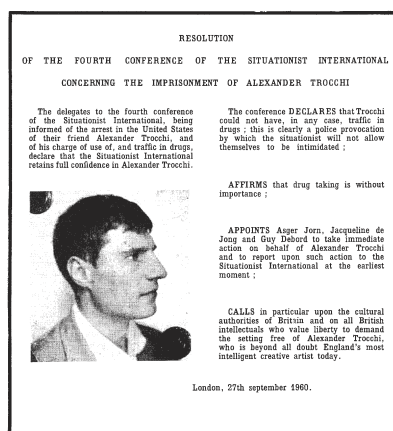 RESOLUTION
OF THE FOURTH CONFERENCE OF THE SITUATIONIST INTERNATIONAL
CONCERNING THE IMPRISONMENT OF ALEXANDER TROCCHI
The delegates to the fourth conference
of the Situationist International, being
informed of the arrest in the United States
of their friend Alexander Trocchi, and
of his charge of use of, and traffic in drugs,
declare that the Situationist International
retains full confidence in Alexander Trocchi.
The conference DECLARES that Trocchi
could not have, in any case, traffic in
drugs ; this is clearly a police provocation
by which the situationist will not allow
themselves to be intimidated ;
AFFIRMS that drug taking is without
importance ;
APPOINTS Asger Jorn, Jacqueline de
Jong and Guy Debord to take immediate
action on behalf of Alexander Trocchi
and to report upon such action to the
Situationist International at the earliest
moment ;
CALLS in particular upon the cultural
authorities of Britain and on all British
intellectuals who value liberty to demand
the setting free of Alexander Trocchi,
who is beyond all doubt England's most
intelligent creative artist today.
London, 27th september 1960.